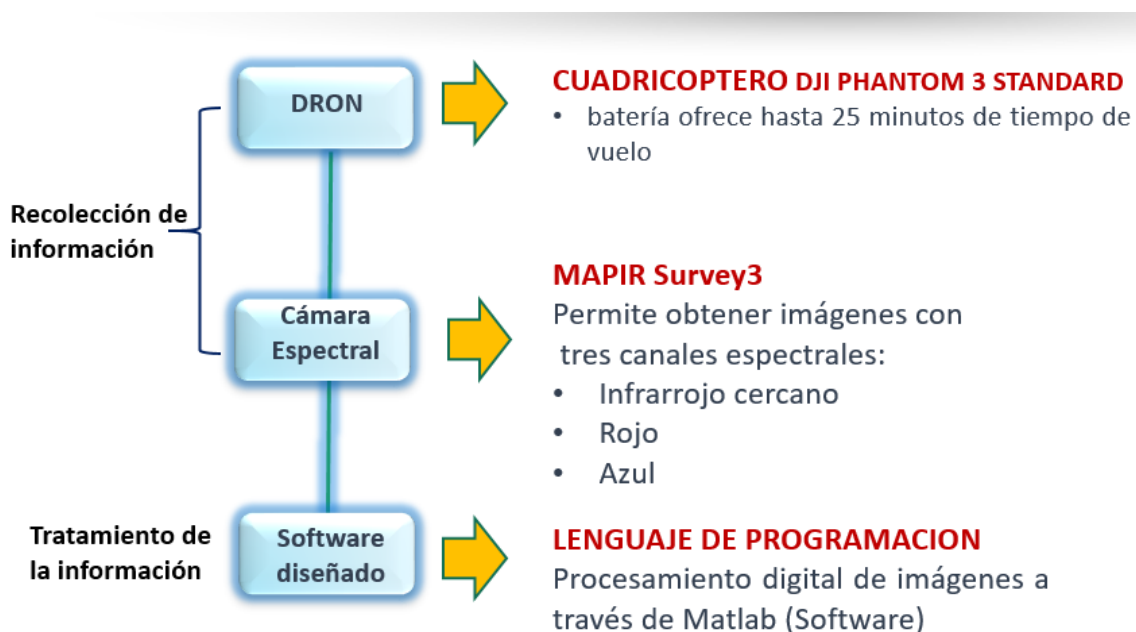 DRON
CUADRICOPTERO DJI PHANTOM 3 STANDARD
• batería ofrece hasta 25 minutos de tiempo de
vuelo
Recolección de
información
Cámara
Espectral
MAPIR Survey3
Permite obtener imágenes con
tres canales espectrales:
• Infrarrojo cercano
• Rojo
• Azul
Tratamiento de
la información
Software
diseñado
LENGUAJE DE PROGRAMACION
Procesamiento digital de imágenes a
través de Matlab (Software)